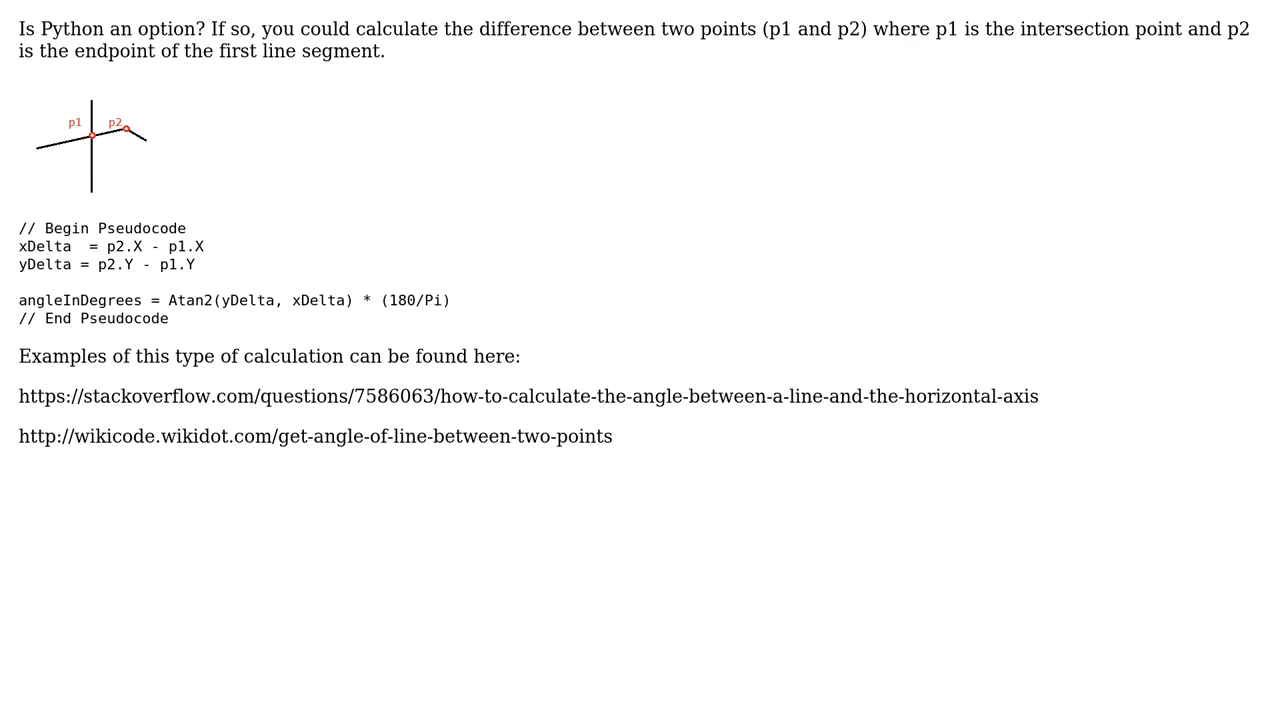 Is Python an option? If so, you could calculate the difference between two points (p1 and p2) where p1 is the intersection point and p2
is the endpoint of the first line segment.
p1 p2
// Begin Pseudocode
xDelta  = p2.X - p1.X
yDelta = p2.Y - p1.Y
angleInDegrees = Atan2(yDelta, xDelta) * (180/Pi)
// End Pseudocode
Examples of this type of calculation can be found here:
https://stackoverflow.com/questions/7586063/how-to-calculate-the-angle-between-a-line-and-the-horizontal-axis
http://wikicode.wikidot.com/get-angle-of-line-between-two-points